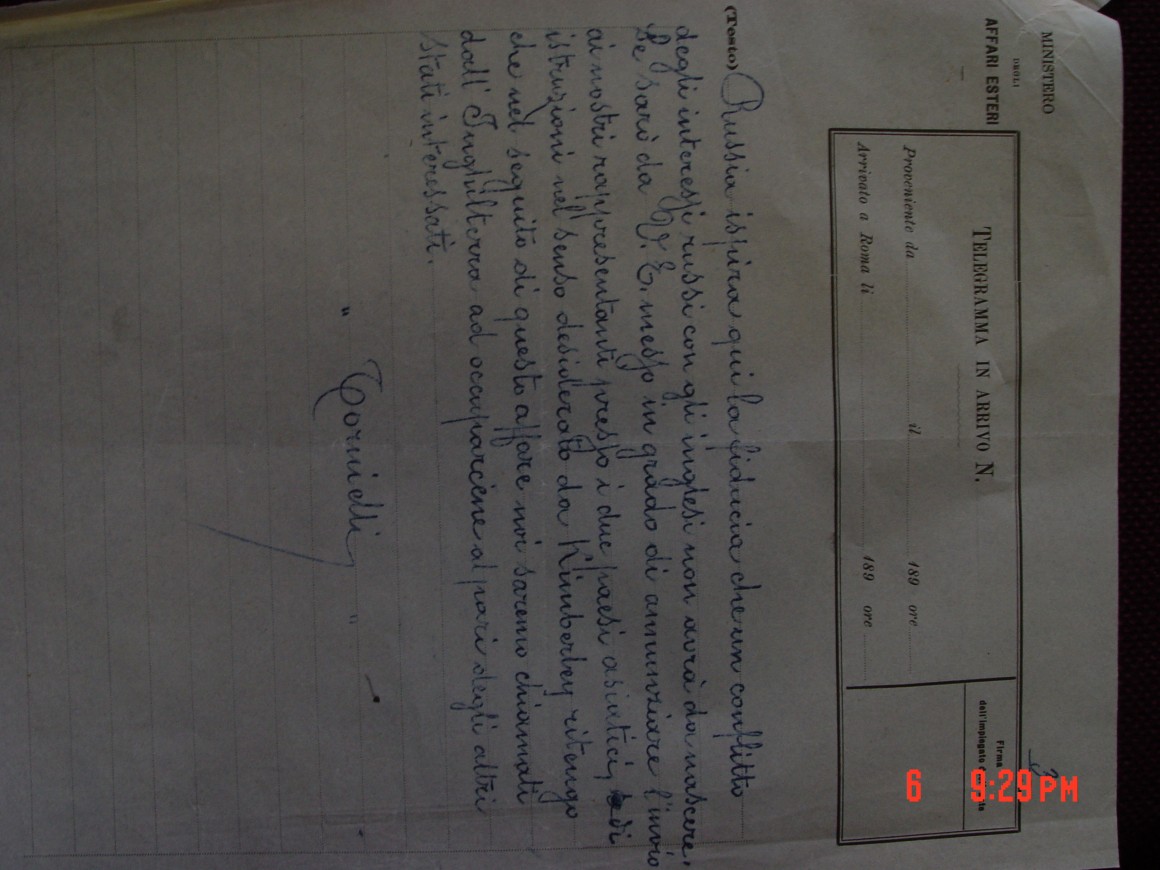 MINISTERO
DEGLI
AFFARI ESTERI
2
TELEGRAMMA IN ARRIVO N.
Proveniente da il 189 ore
Arrivato a Roma li 189 ore
Firma
dell'impiegato
(Testo) Russia ispira qui la fiducia che un conflitto
degli interessi russi con gli inglesi non avrà da nascere.
Se sarò da V. E. messo in grado di annunziare l'invio
ai nostri rappresentanti presso i due paesi asiatici, di
istruzioni nel senso desiderato da Kimberley ritengo
che nel seguito di questo affare noi saremo chiamati
dall'Inghilterra ad occuparcene al pari degli altri
stati interessati.
" Tornielli "
6 9:29 PM